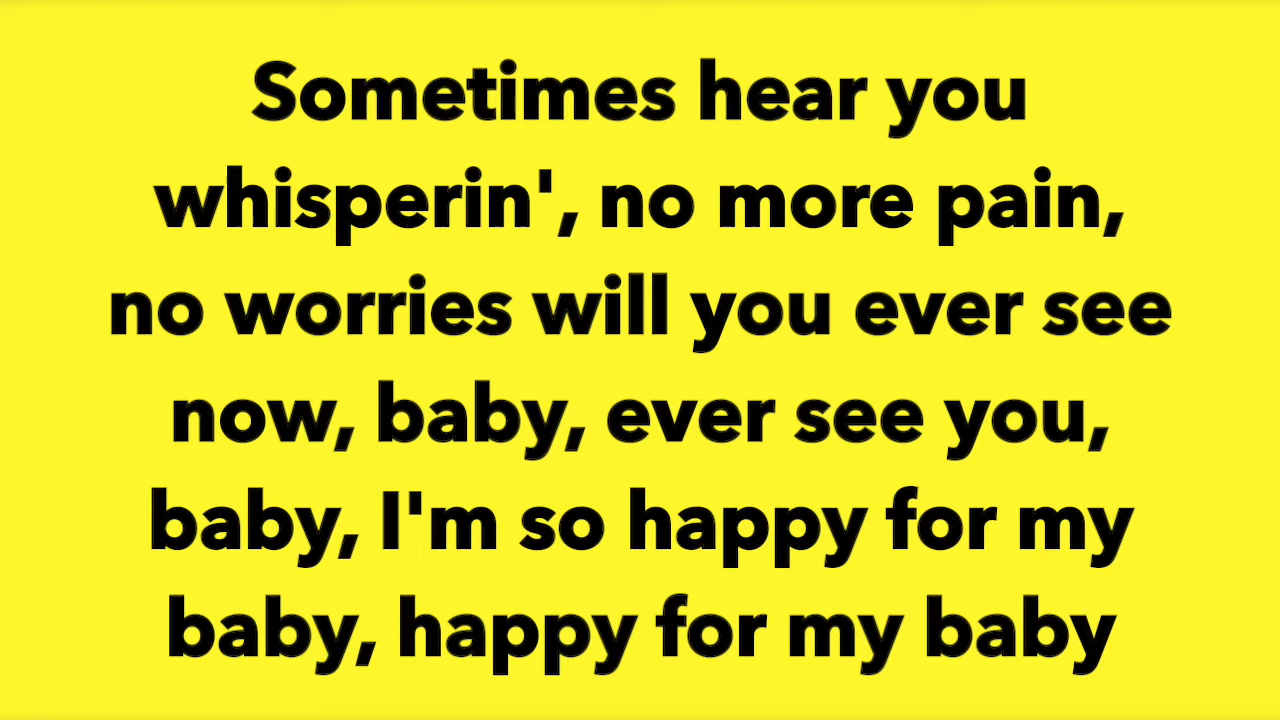 Sometimes hear you
whisperin', no more pain,
no worries will you ever see
now, baby, ever see you,
baby, I'm so happy for my
baby, happy for my baby